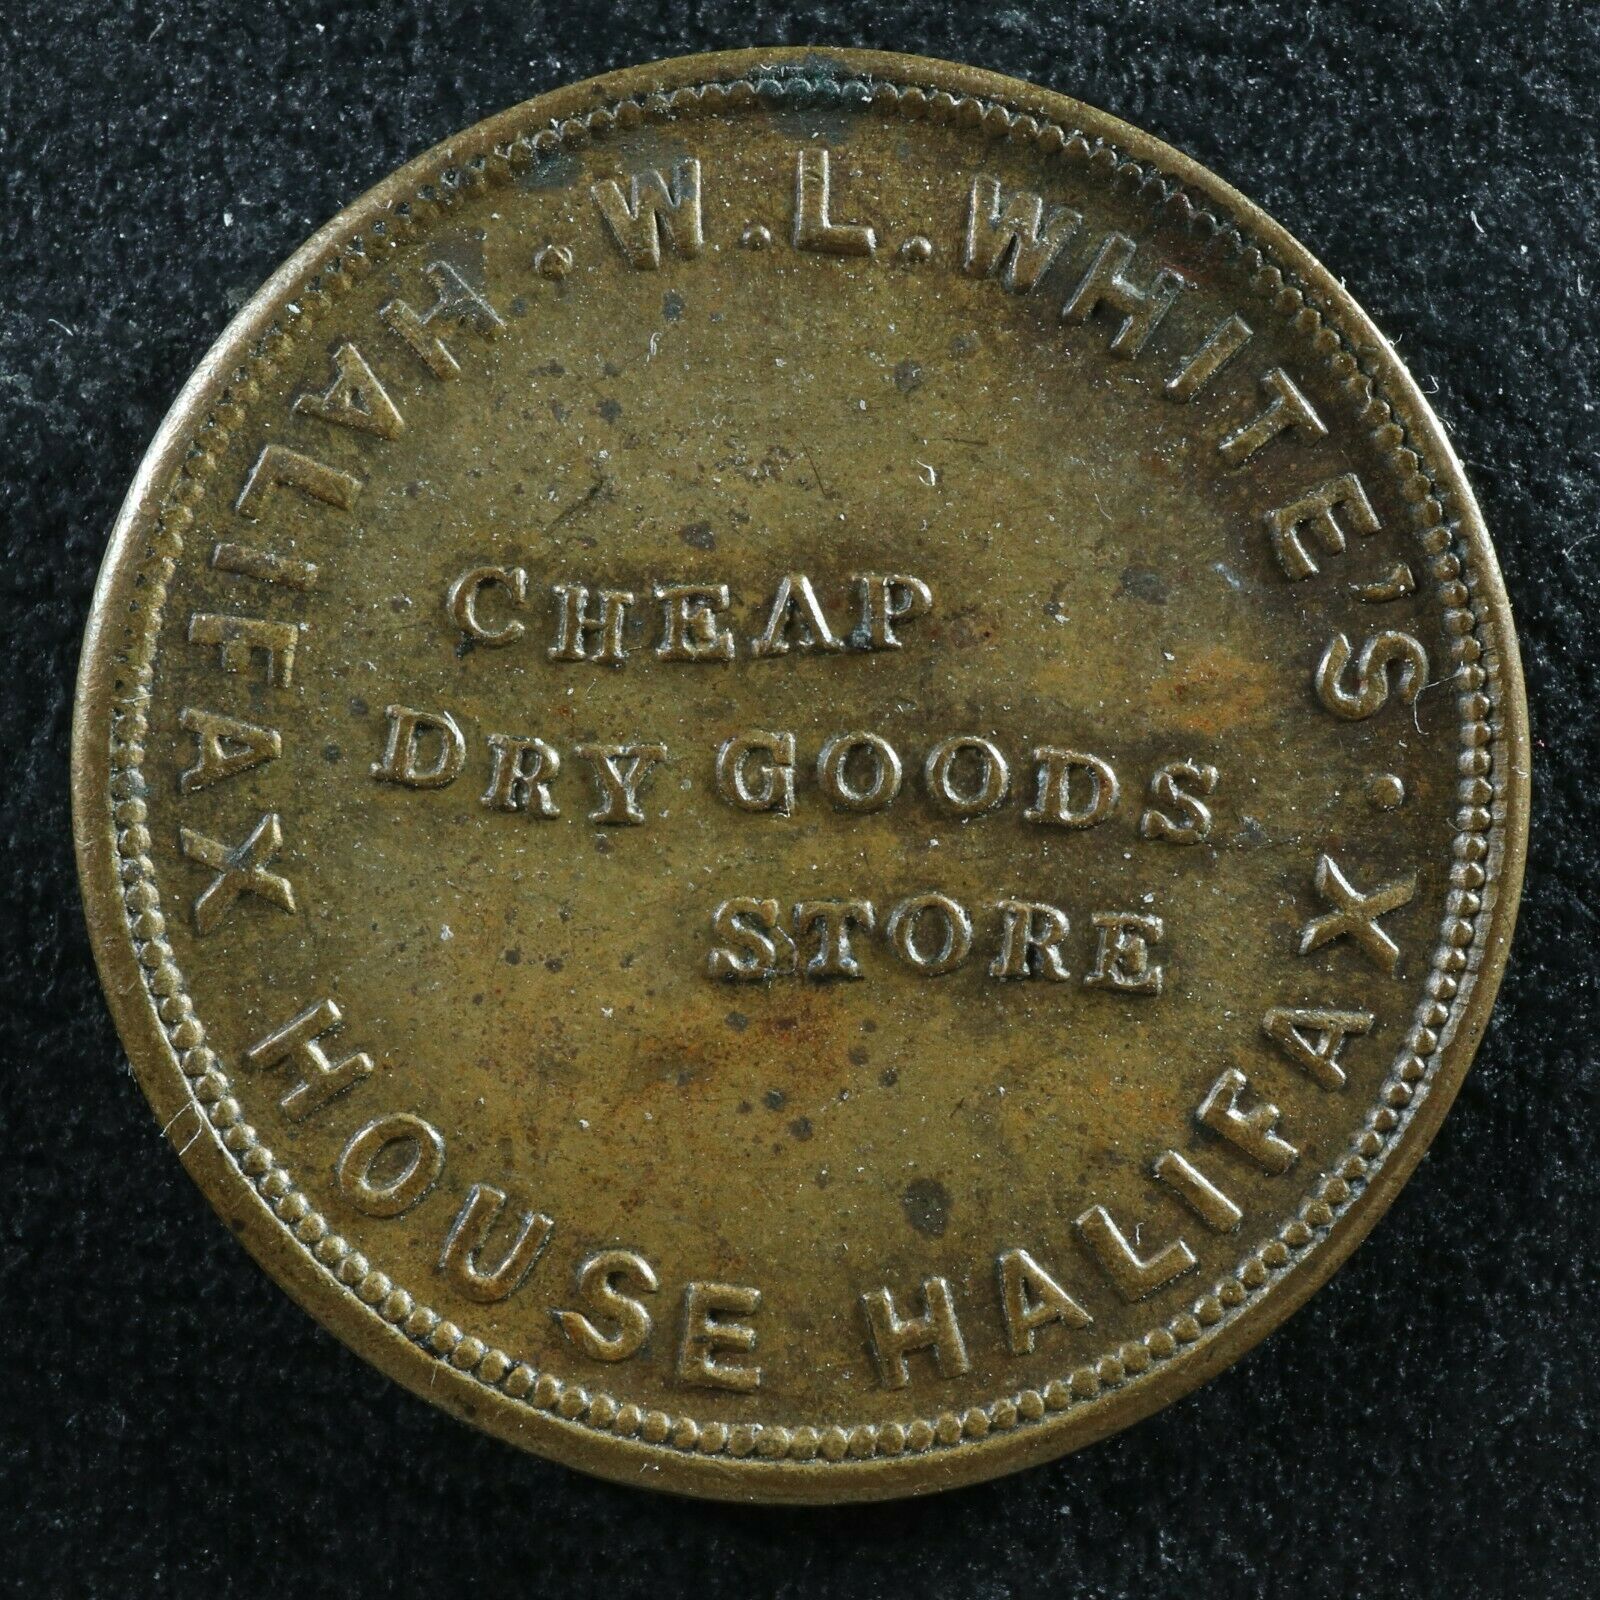 · W. L. WHITE'S ·
HALIFAX HOUSE HALIFAX
CHEAP
DRY GOODS
STORE